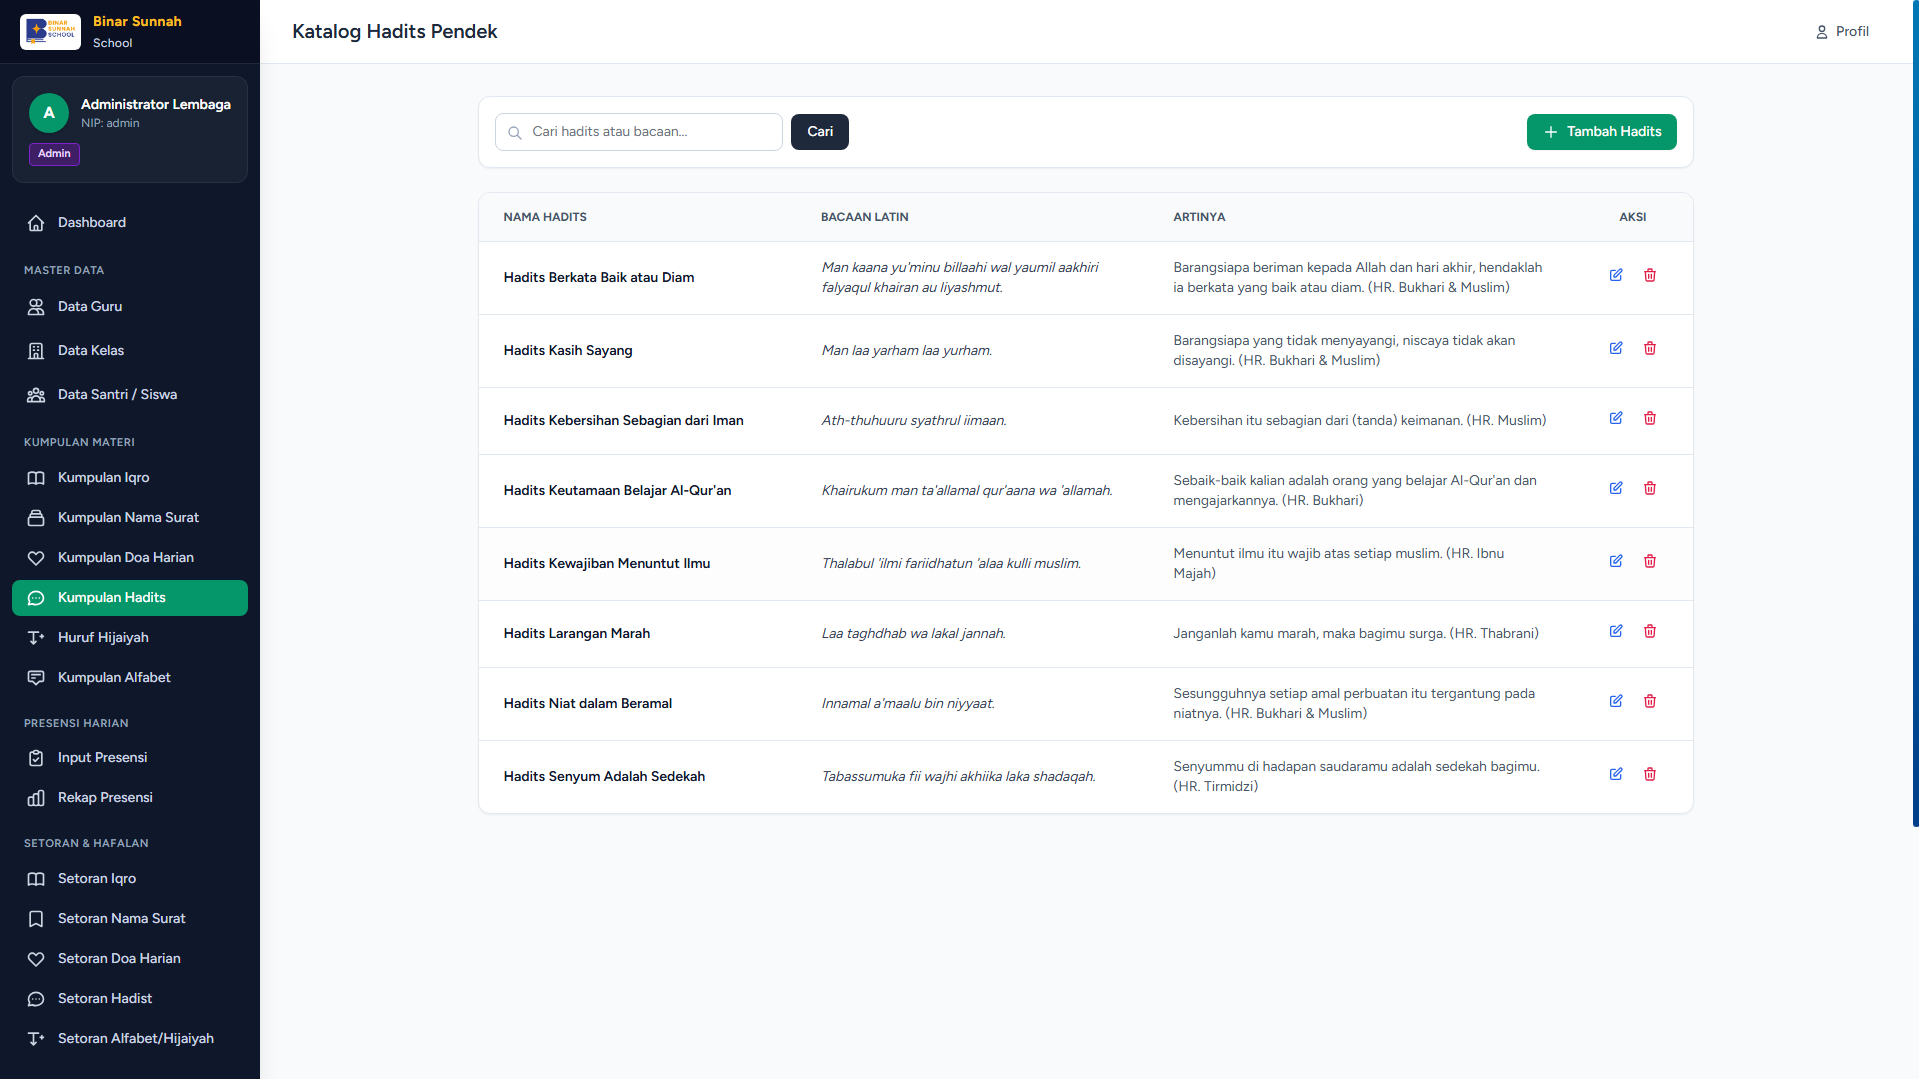 BINAR
SUNNAH
SCHOOL
Binar Sunnah
School
A
Administrator Lembaga
NIP: admin
Admin
Dashboard
MASTER DATA
Data Guru
Data Kelas
Data Santri / Siswa
KUMPULAN MATERI
Kumpulan Iqro
Kumpulan Nama Surat
Kumpulan Doa Harian
Kumpulan Hadits
Huruf Hijaiyah
Kumpulan Alfabet
PRESENSI HARIAN
Input Presensi
Rekap Presensi
SETORAN & HAFALAN
Setoran Iqro
Setoran Nama Surat
Setoran Doa Harian
Setoran Hadist
Setoran Alfabet/Hijaiyah
Katalog Hadits Pendek
Profil
Cari hadits atau bacaan...
Cari
Tambah Hadits
NAMA HADITS BACAAN LATIN ARTINYA AKSI
Hadits Berkata Baik atau Diam
Man kaana yu'minu billaahi wal yaumil aakhiri
falyaqul khairan au liyashmut.
Barangsiapa beriman kepada Allah dan hari akhir, hendaklah
ia berkata yang baik atau diam. (HR. Bukhari & Muslim)
Hadits Kasih Sayang
Man laa yarham laa yurham.
Barangsiapa yang tidak menyayangi, niscaya tidak akan
disayangi. (HR. Bukhari & Muslim)
Hadits Kebersihan Sebagian dari Iman
Ath-thuhuuru syathrul iimaan.
Kebersihan itu sebagian dari (tanda) keimanan. (HR. Muslim)
Hadits Keutamaan Belajar Al-Qur'an
Khairukum man ta'allamal qur'aana wa 'allamah.
Sebaik-baik kalian adalah orang yang belajar Al-Qur'an dan
mengajarkannya. (HR. Bukhari)
Hadits Kewajiban Menuntut Ilmu
Thalabul 'ilmi fariidhatun 'alaa kulli muslim.
Menuntut ilmu itu wajib atas setiap muslim. (HR. Ibnu
Majah)
Hadits Larangan Marah
Laa taghdhab wa lakal jannah.
Janganlah kamu marah, maka bagimu surga. (HR. Thabrani)
Hadits Niat dalam Beramal
Innamal a'maalu bin niyyaat.
Sesungguhnya setiap amal perbuatan itu tergantung pada
niatnya. (HR. Bukhari & Muslim)
Hadits Senyum Adalah Sedekah
Tabassumuka fii wajhi akhiika laka shadaqah.
Senyummu di hadapan saudaramu adalah sedekah bagimu.
(HR. Tirmidzi)